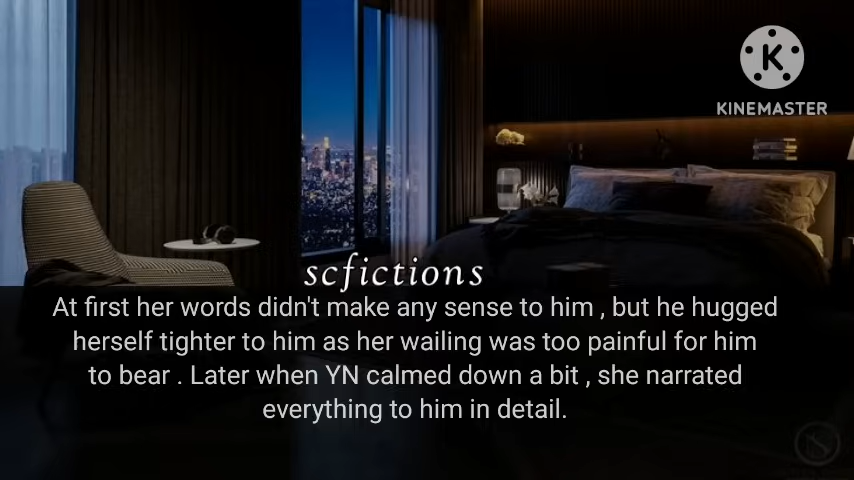 KINEMASTER
scfictions
At first her words didn't make any sense to him , but he hugged
herself tighter to him as her wailing was too painful for him
to bear . Later when YN calmed down a bit , she narrated
everything to him in detail.